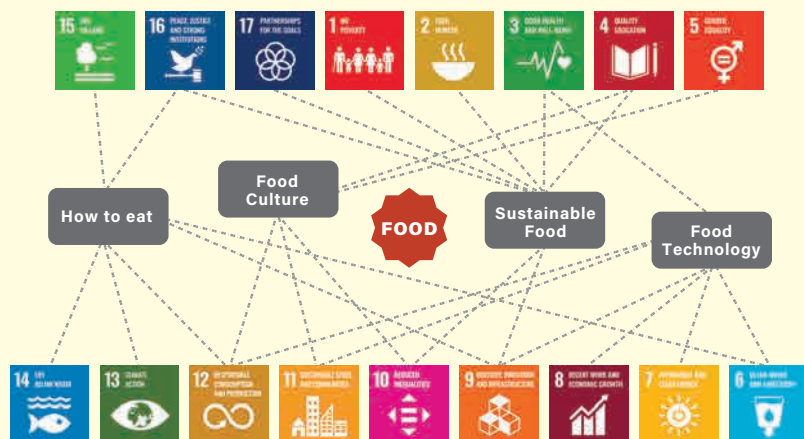 15 LIFE
ON LAND
16 PEACE, JUSTICE
AND STRONG
INSTITUTIONS
17 PARTNERSHIPS
FOR THE GOALS
1 NO
POVERTY
2 ZERO
HUNGER
3 GOOD HEALTH
AND WELL-BEING
4 QUALITY
EDUCATION
5 GENDER
EQUALITY
How to eat
Food
Culture
FOOD
Sustainable
Food
Food
Technology
14 LIFE
BELOW WATER
13 CLIMATE
ACTION
12 RESPONSIBLE
CONSUMPTION
AND PRODUCTION
11 SUSTAINABLE CITIES
AND COMMUNITIES
10 REDUCED
INEQUALITIES
9 INDUSTRY, INNOVATION
AND INFRASTRUCTURE
8 DECENT WORK AND
ECONOMIC GROWTH
7 AFFORDABLE AND
CLEAN ENERGY
6 CLEAN WATER
AND SANITATION